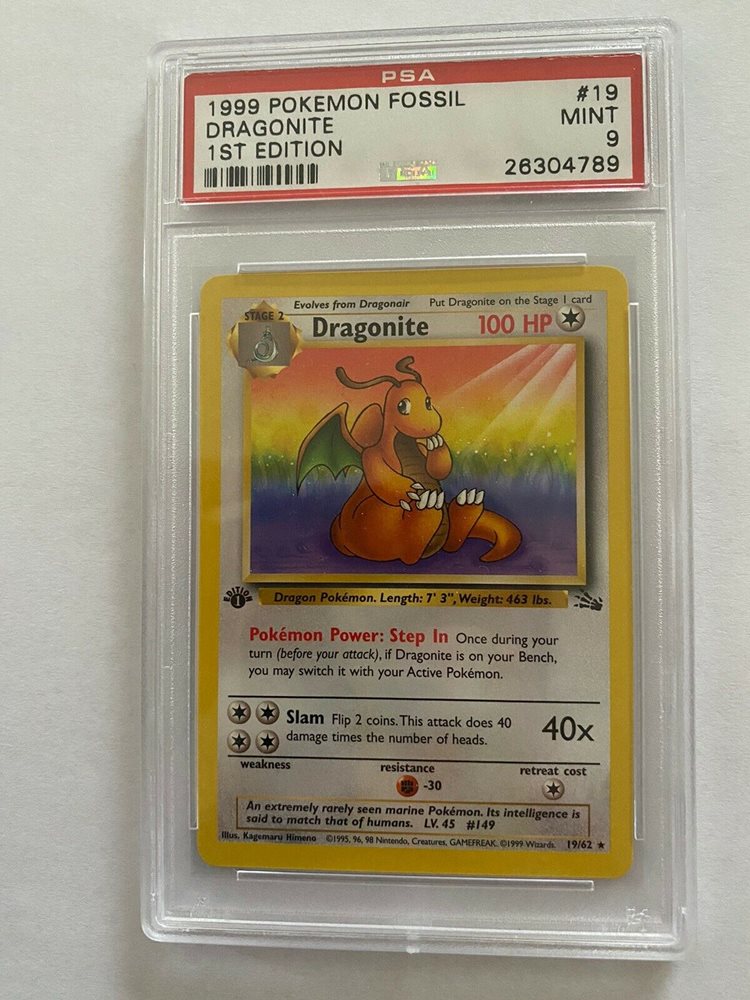 PSA
1999 POKEMON FOSSIL #19
DRAGONITE MINT
1ST EDITION 9
26304789
Evolves from Dragonair Put Dragonite on the Stage 1 card
STAGE 2
Dragonite 100 HP
EDITION
1
Dragon Pokémon. Length: 7' 3", Weight: 463 lbs.
Pokémon Power: Step In Once during your
turn (before your attack), if Dragonite is on your Bench,
you may switch it with your Active Pokémon.
Slam Flip 2 coins. This attack does 40 40x
damage times the number of heads.
weakness resistance retreat cost
-30
An extremely rarely seen marine Pokémon. Its intelligence is
said to match that of humans. LV. 45 #149
Illus. Kagemaru Himeno ©1995, 96, 98 Nintendo, Creatures, GAMEFREAK. ©1999 Wizards. 19/62 ★